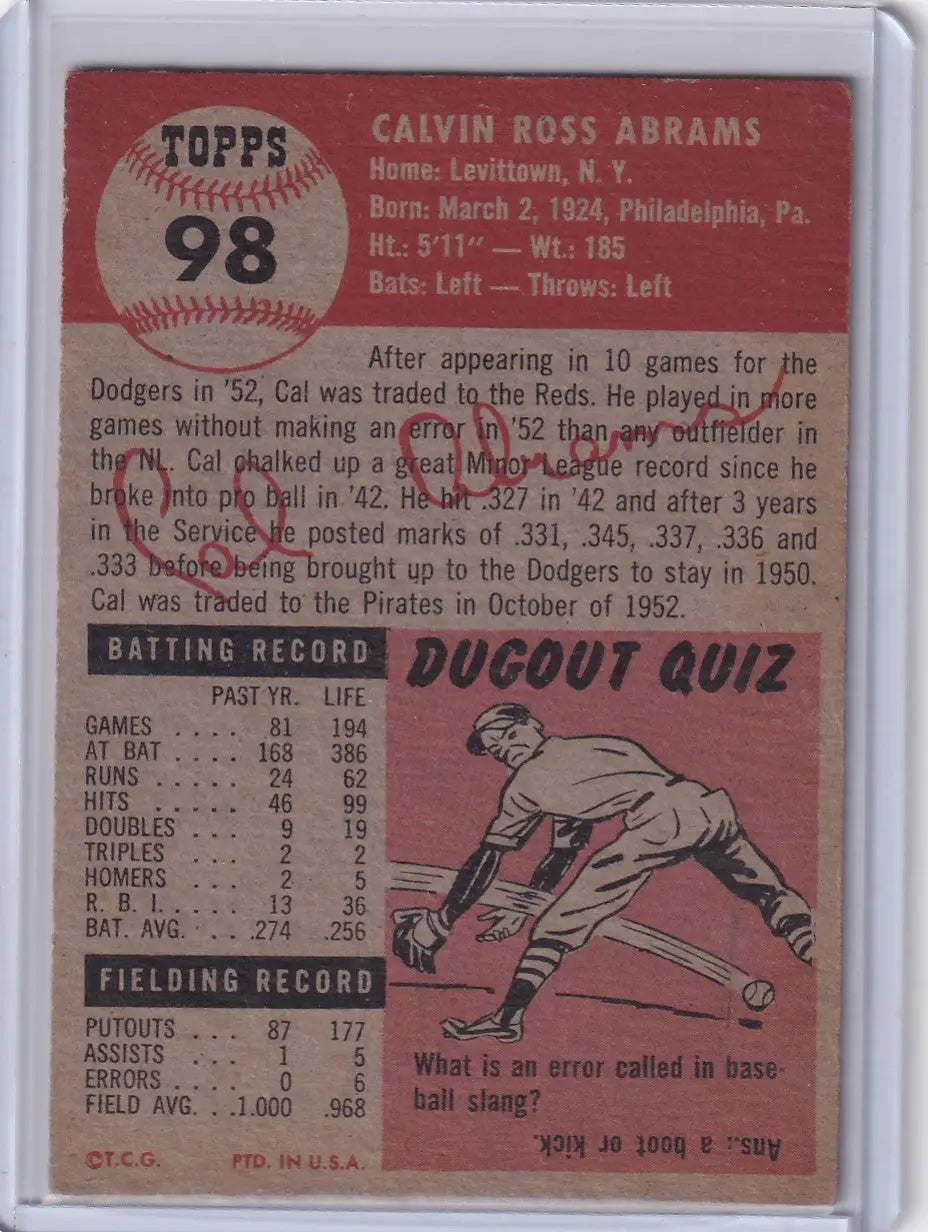 TOPPS
98
CALVIN ROSS ABRAMS
Home: Levittown, N. Y.
Born: March 2, 1924, Philadelphia, Pa.
Ht.: 5'11" — Wt.: 185
Bats: Left — Throws: Left
After appearing in 10 games for the
Dodgers in '52, Cal was traded to the Reds. He played in more
games without making an error in '52 than any outfielder in
the NL. Cal chalked up a great Minor League record since he
broke into pro ball in '42. He hit .327 in '42 and after 3 years
in the Service he posted marks of .331, .345, .337, .336 and
.333 before being brought up to the Dodgers to stay in 1950.
Cal was traded to the Pirates in October of 1952.
Cal Abrams
BATTING RECORD
PAST YR. LIFE
GAMES .... 81 194
AT BAT .... 168 386
RUNS ..... 24 62
HITS ..... 46 99
DOUBLES ... 9 19
TRIPLES ... 2 2
HOMERS ... 2 5
R. B. I. .... 13 36
BAT. AVG. ... .274 .256
FIELDING RECORD
PUTOUTS ... 87 177
ASSISTS ... 1 5
ERRORS .... 0 6
FIELD AVG. .. 1.000 .968
©T.C.G. PTD. IN U.S.A.
DUGOUT QUIZ
What is an error called in base-
ball slang?
Ans.: a boot or kick.